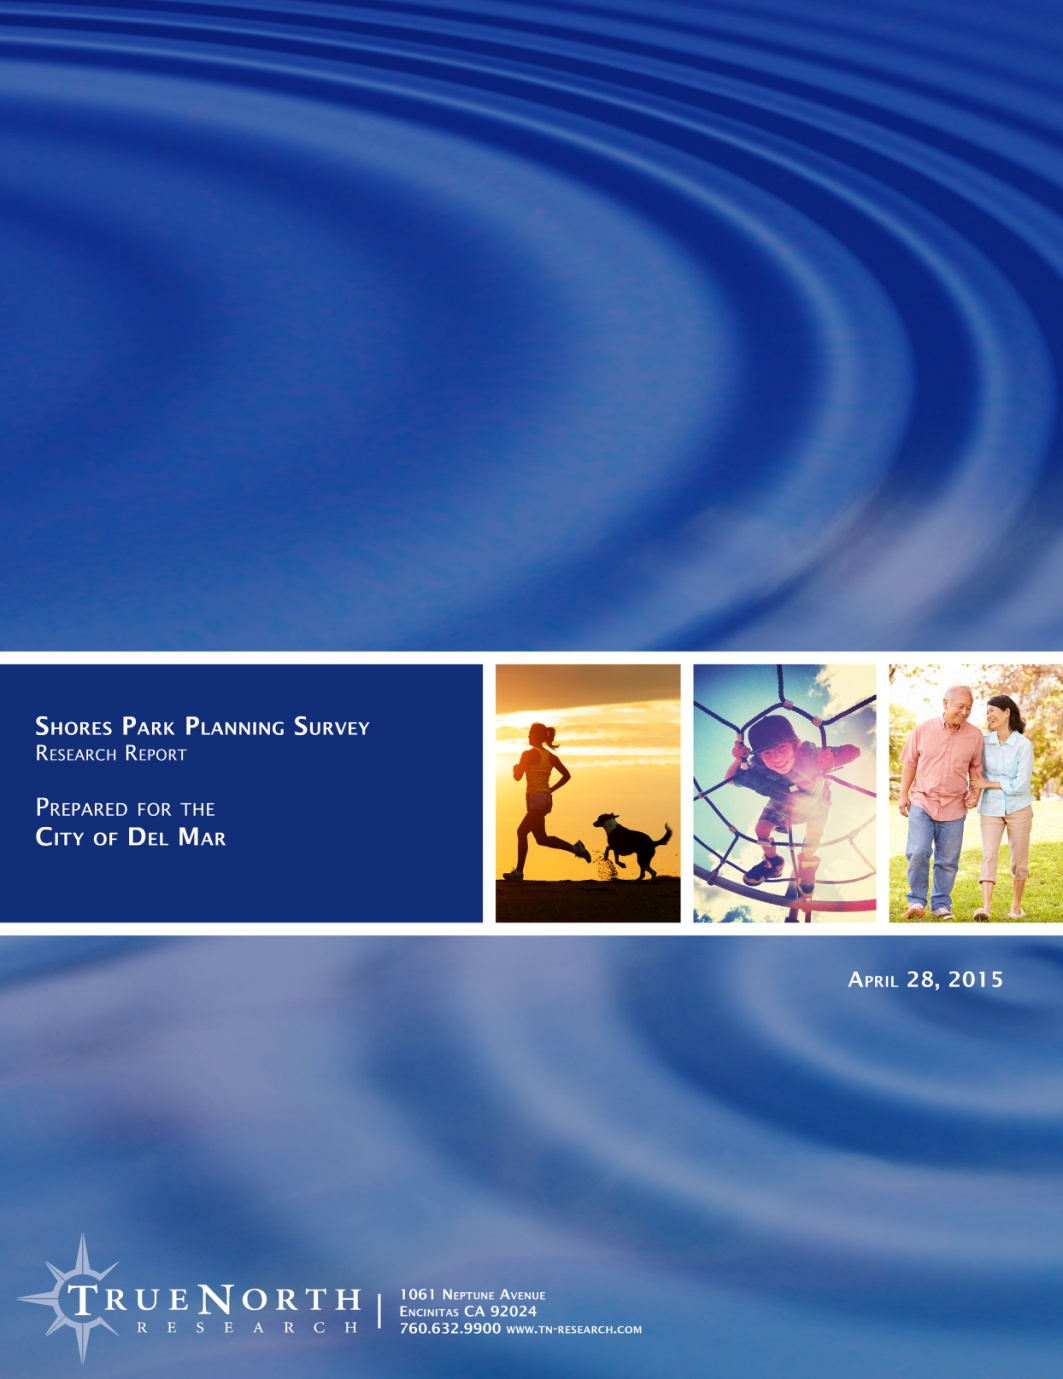 Shores Park Planning Survey
Research Report
Prepared for the
City of Del Mar
April 28, 2015
TrueNorth
RESEARCH
1061 Neptune Avenue
Encinitas CA 92024
760.632.9900 www.tn-research.com